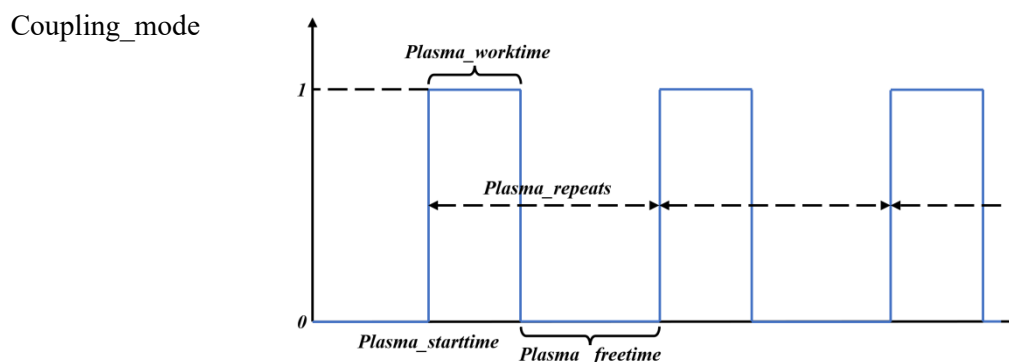 Coupling_mode
Plasma_worktime
1
Plasma_repeats
0
Plasma_starttime
Plasma_freetime